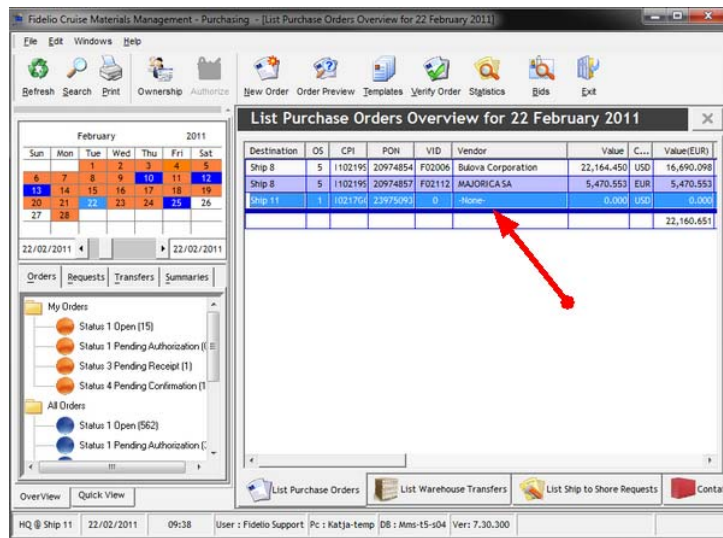 Fidelio Cruise Materials Management - Purchasing - [List Purchase Orders Overview for 22 February 2011]
File Edit Windows Help
Refresh Search Print Ownership Authorize New Order Order Preview Templates Verify Order Statistics Bids Exit
List Purchase Orders Overview for 22 February 2011
February 2011
Sun Mon Tue Wed Thu Fri Sat
1 2 3 4 5
6 7 8 9 10 11 12
13 14 15 16 17 18 19
20 21 22 23 24 25 26
27 28
22/02/2011 22/02/2011
Orders Requests Transfers Summaries
My Orders
Status 1 Open (15)
Status 1 Pending Authorization (
Status 3 Pending Receipt (1)
Status 4 Pending Confirmation (1
All Orders
Status 1 Open (562)
Status 1 Pending Authorization (
OverView Quick View
Destination OS CPI PON VID Vendor Value C... Value(EUR)
Ship 8 5 I102195 20974854 F02006 Bulova Corporation 22,164.450 USD 16,690.098
Ship 8 5 I102195 20974857 F02112 MAJORICA SA 5,470.553 EUR 5,470.553
Ship 11 1 23975093 0 -None- 0.000 USD 0.000
22,160.651
List Purchase Orders List Warehouse Transfers List Ship to Shore Requests Conta
HQ @ Ship 11 22/02/2011 09:38 User : Fidelio Support Pc : Katja-temp DB : Mms-t5-s04 Ver: 7.30.300